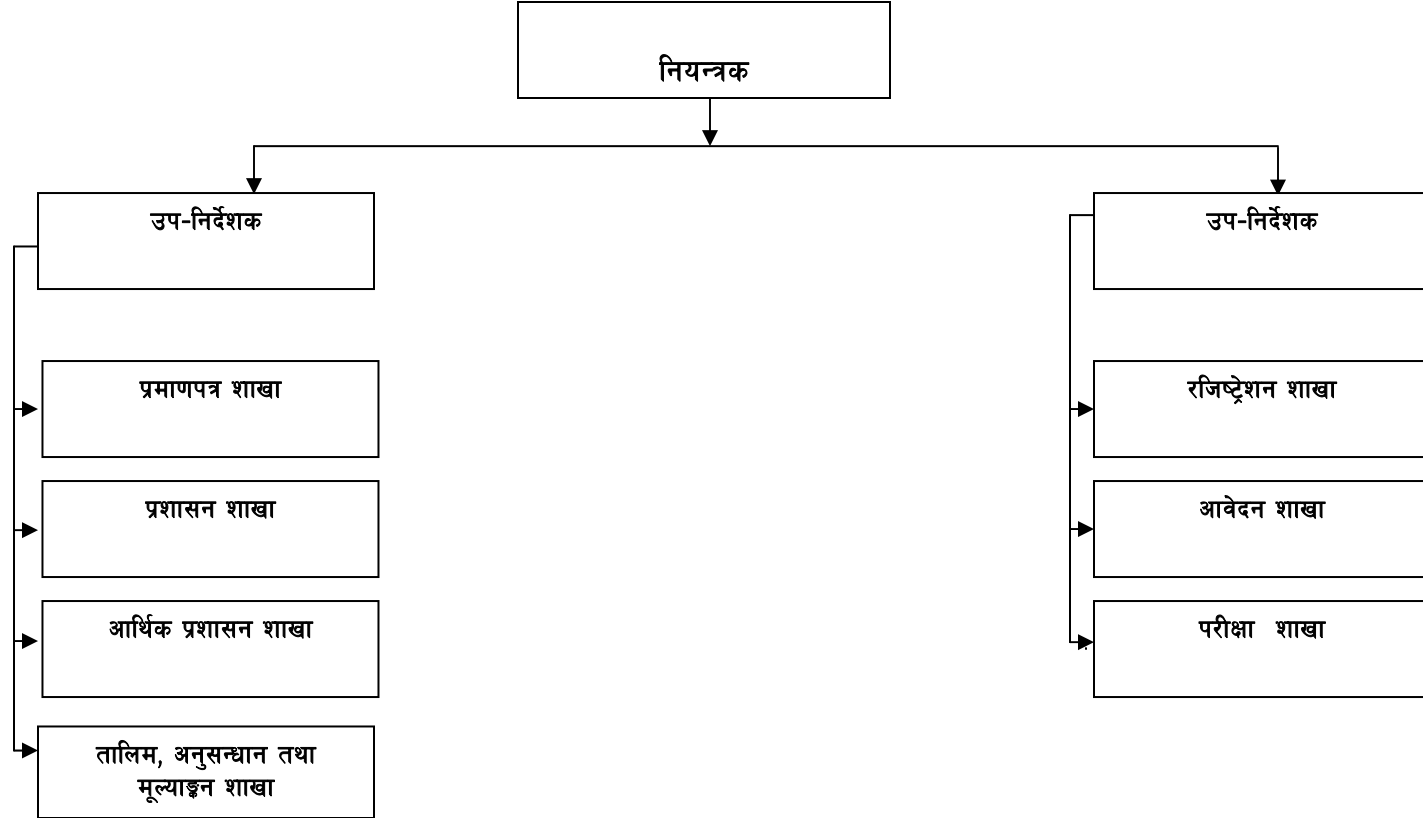 नियन्त्रक
उप-निर्देशक
उप-निर्देशक
प्रमाणपत्र शाखा
रजिष्ट्रेशन शाखा
प्रशासन शाखा
आवेदन शाखा
आर्थिक प्रशासन शाखा
परीक्षा शाखा
तालिम, अनुसन्धान तथा
मूल्याङ्कन शाखा